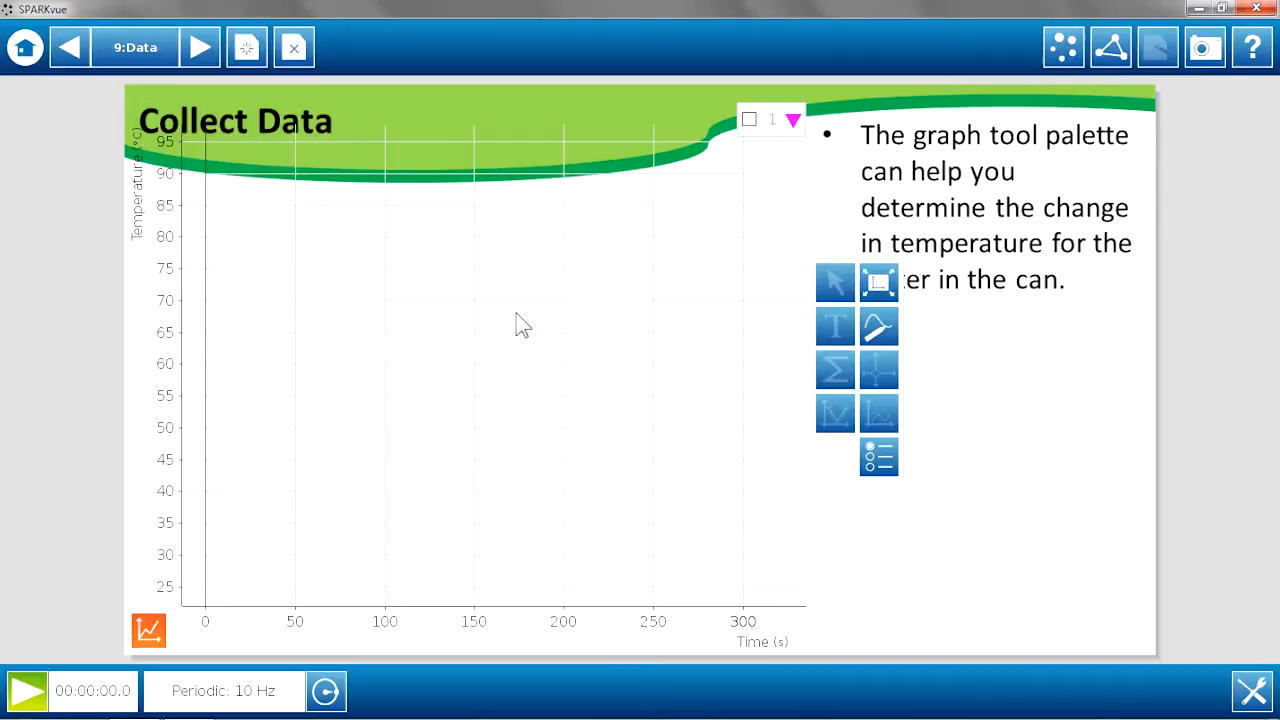 SPARKvue
9:Data
?
Collect Data
1
• The graph tool palette
can help you
determine the change
in temperature for the
ter in the can.
T
Σ
Temperature (°C)
95
90
85
80
75
70
65
60
55
50
45
40
35
30
25
0 50 100 150 200 250 300
Time (s)
00:00:00.0 Periodic: 10 Hz